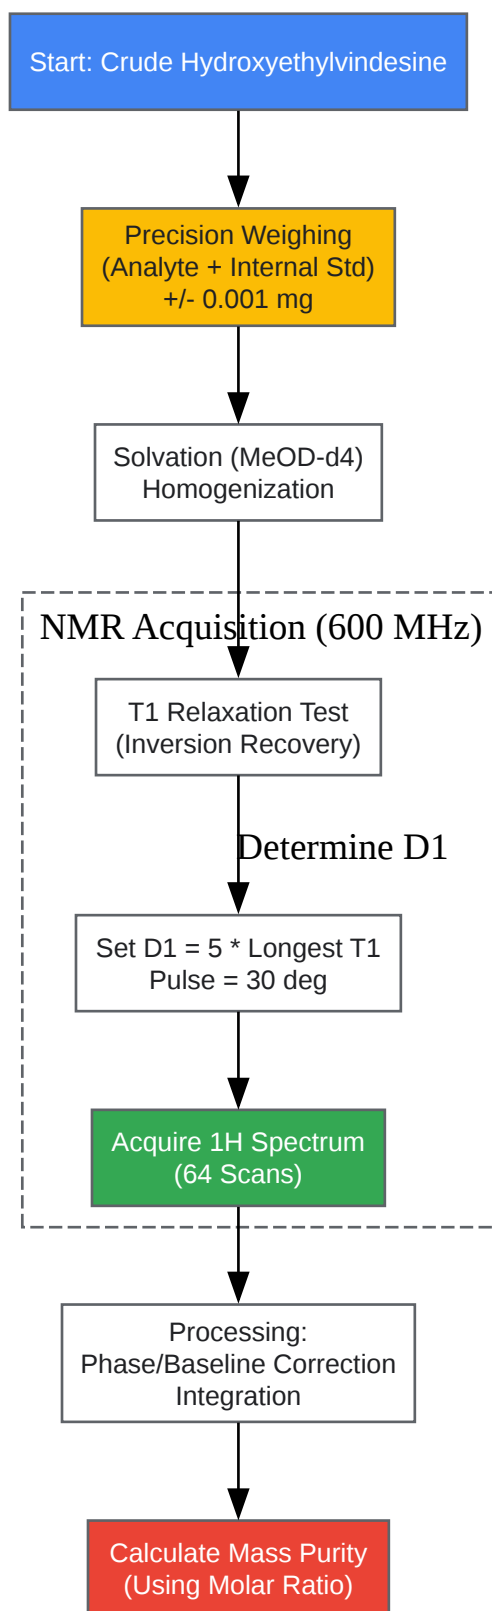 Start: Crude Hydroxyethylvindesine
Precision Weighing
(Analyte + Internal Std)
+/- 0.001 mg
Solvation (MeOD-d4)
Homogenization
NMR Acquisition (600 MHz)
T1 Relaxation Test
(Inversion Recovery)
Determine D1
Set D1 = 5 * Longest T1
Pulse = 30 deg
Acquire 1H Spectrum
(64 Scans)
Processing:
Phase/Baseline Correction
Integration
Calculate Mass Purity
(Using Molar Ratio)